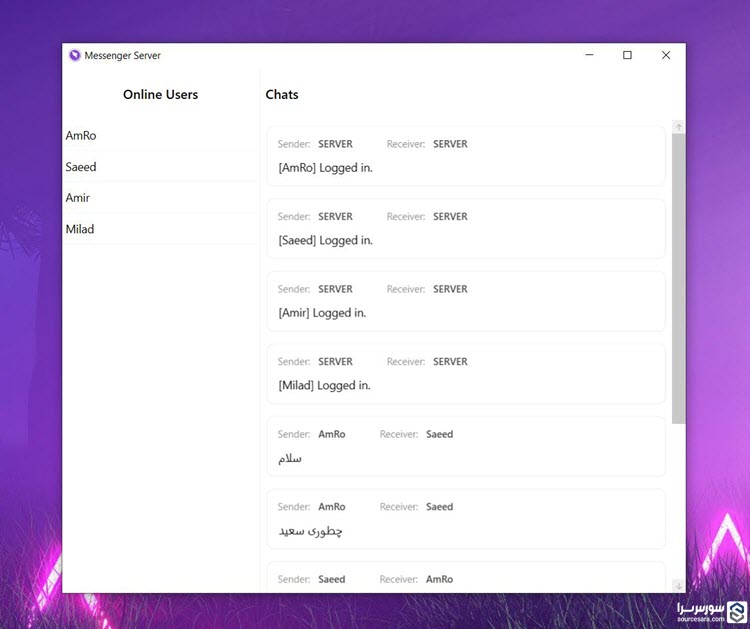 Messenger Server
Online Users
AmRo
Saeed
Amir
Milad
Chats
Sender: SERVER Receiver: SERVER
[AmRo] Logged in.
Sender: SERVER Receiver: SERVER
[Saeed] Logged in.
Sender: SERVER Receiver: SERVER
[Amir] Logged in.
Sender: SERVER Receiver: SERVER
[Milad] Logged in.
Sender: AmRo Receiver: Saeed
سلام
Sender: AmRo Receiver: Saeed
چطوری سعید
Sender: Saeed Receiver: AmRo
سورس‌سرا
sourcesara.com